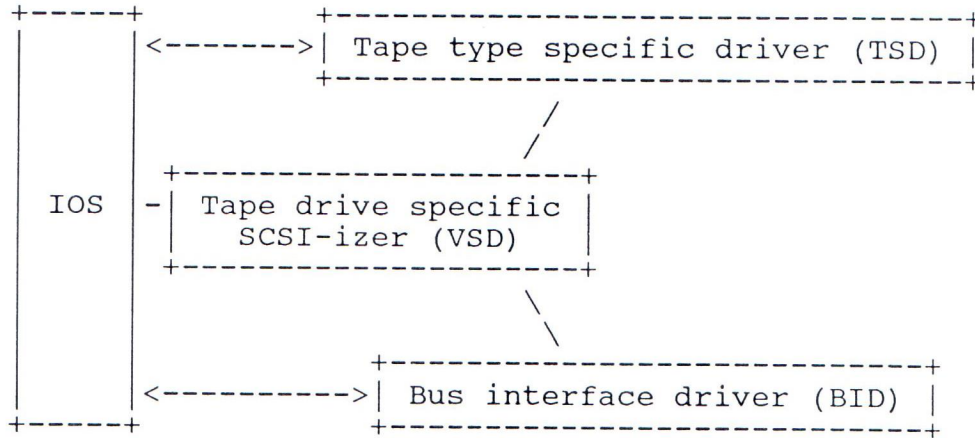 Tape type specific driver (TSD)
IOS
Tape drive specific
SCSI-izer (VSD)
Bus interface driver (BID)